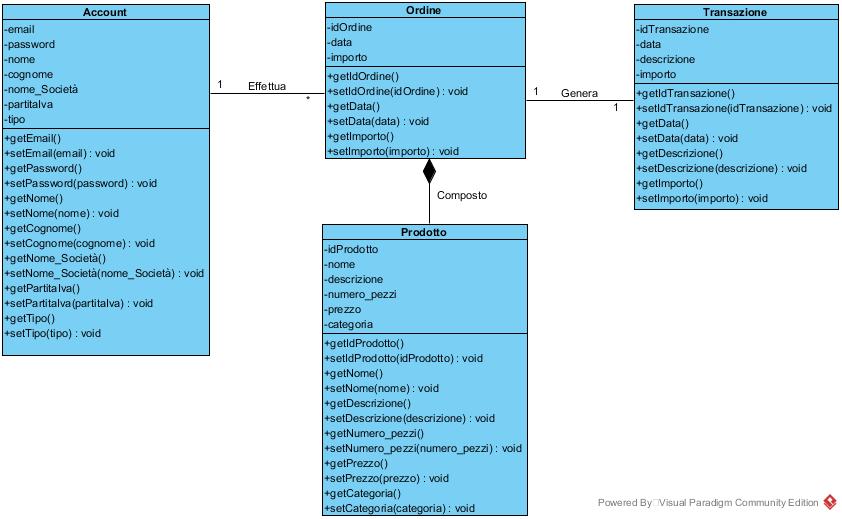 Account
-email
-password
-nome
-cognome
-nome_Società
-partitaIva
-tipo
+getEmail()
+setEmail(email) : void
+getPassword()
+setPassword(password) : void
+getNome()
+setNome(nome) : void
+getCognome()
+setCognome(cognome) : void
+getNome_Società()
+setNome_Società(nome_Società) : void
+getPartitaIva()
+setPartitaIva(partitaIva) : void
+getTipo()
+setTipo(tipo) : void
1
Effettua
*
Ordine
-idOrdine
-data
-importo
+getIdOrdine()
+setIdOrdine(idOrdine) : void
+getData()
+setData(data) : void
+getImporto()
+setImporto(importo) : void
1
Genera
1
Transazione
-idTransazione
-data
-descrizione
-importo
+getIdTransazione()
+setIdTransazione(idTransazione) : void
+getData()
+setData(data) : void
+getDescrizione()
+setDescrizione(descrizione) : void
+getImporto()
+setImporto(importo) : void
Composto
Prodotto
-idProdotto
-nome
-descrizione
-numero_pezzi
-prezzo
-categoria
+getIdProdotto()
+setIdProdotto(idProdotto) : void
+getNome()
+setNome(nome) : void
+getDescrizione()
+setDescrizione(descrizione) : void
+getNumero_pezzi()
+setNumero_pezzi(numero_pezzi) : void
+getPrezzo()
+setPrezzo(prezzo) : void
+getCategoria()
+setCategoria(categoria) : void
Powered By Visual Paradigm Community Edition